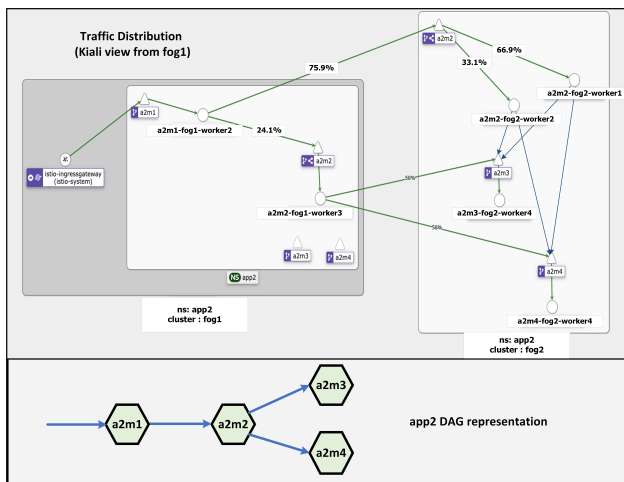 Traffic Distribution
(Kiali view from fog1)
75.9%
a2m2
66.9%
33.1%
a2m2-fog2-worker1
a2m2-fog2-worker2
a2m1
a2m1-fog1-worker2
24.1%
a2m2
istio-ingressgateway
(istio-system)
50%
a2m3
a2m2-fog1-worker3
a2m3-fog2-worker4
50%
a2m3
a2m4
a2m4
NS app2
a2m4-fog2-worker4
ns: app2
cluster : fog1
ns: app2
cluster : fog2
a2m3
a2m1
a2m2
a2m4
app2 DAG representation